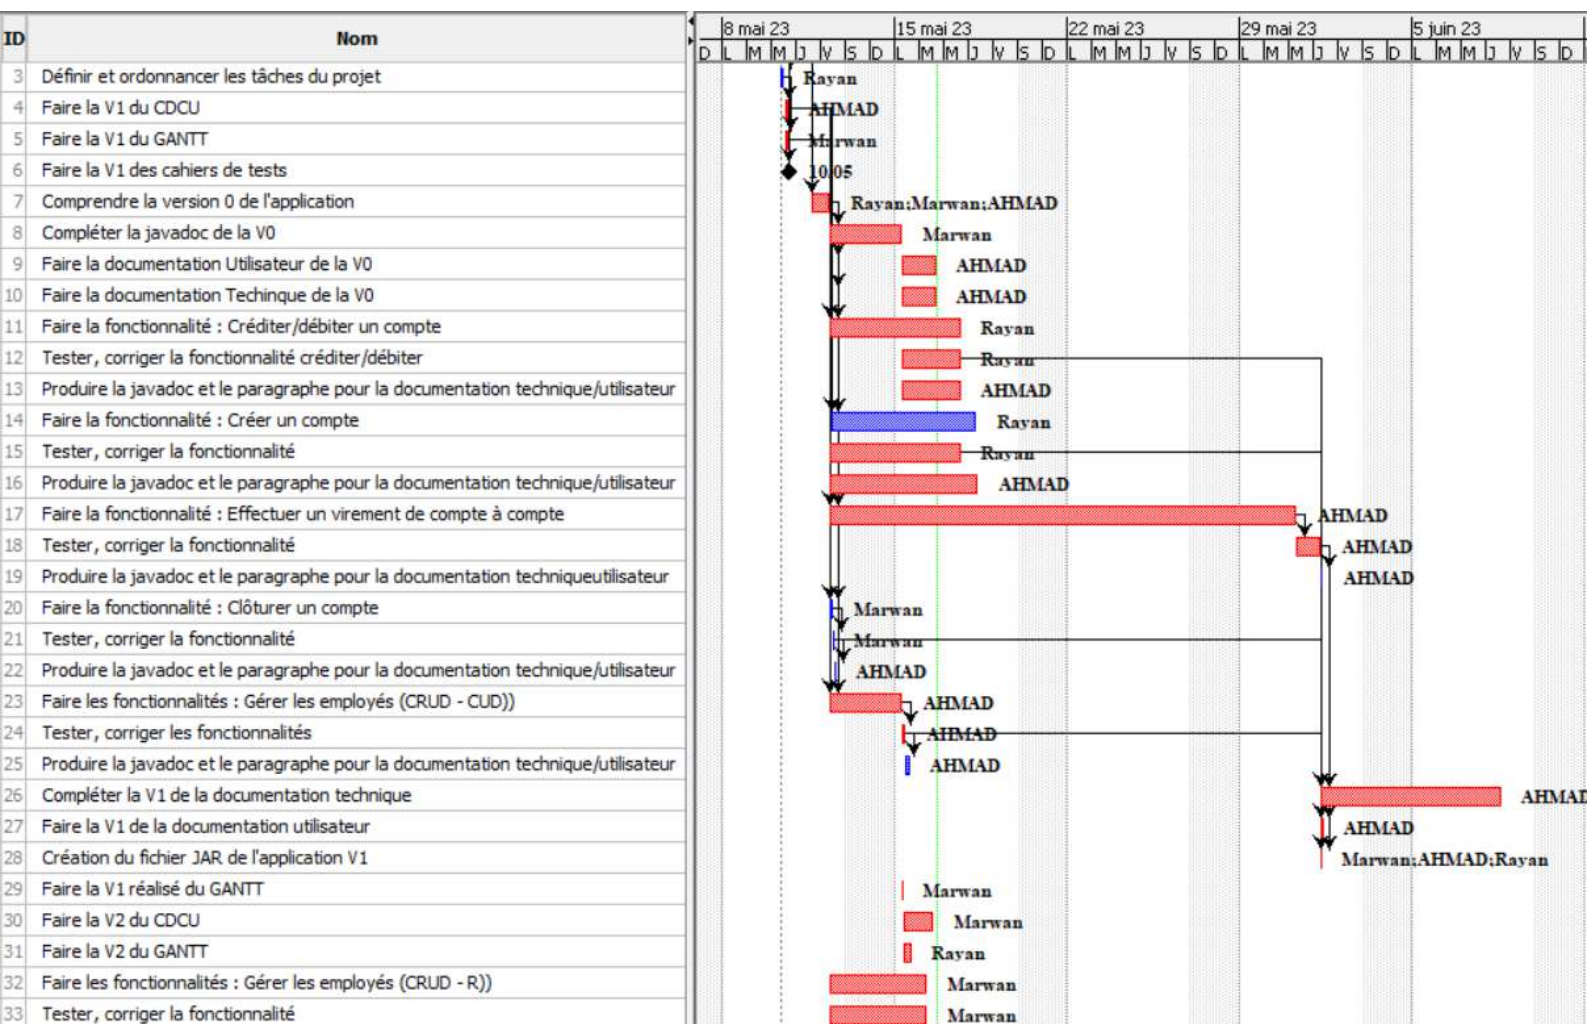 ID Nom 8 mai 23 15 mai 23 22 mai 23 29 mai 23 5 juin 23
D L M M J V S D L M M J V S D L M M J V S D L M M J V S D L M M J V S D
3 Définir et ordonnancer les tâches du projet Rayan
4 Faire la V1 du CDCU AHMAD
5 Faire la V1 du GANTT Marwan
6 Faire la V1 des cahiers de tests 10.05
7 Comprendre la version 0 de l'application Rayan;Marwan;AHMAD
8 Compléter la javadoc de la V0 Marwan
9 Faire la documentation Utilisateur de la V0 AHMAD
10 Faire la documentation Techinque de la V0 AHMAD
11 Faire la fonctionnalité : Créditer/débiter un compte Rayan
12 Tester, corriger la fonctionnalité créditer/débiter Rayan
13 Produire la javadoc et le paragraphe pour la documentation technique/utilisateur AHMAD
14 Faire la fonctionnalité : Créer un compte Rayan
15 Tester, corriger la fonctionnalité Rayan
16 Produire la javadoc et le paragraphe pour la documentation technique/utilisateur AHMAD
17 Faire la fonctionnalité : Effectuer un virement de compte à compte AHMAD
18 Tester, corriger la fonctionnalité AHMAD
19 Produire la javadoc et le paragraphe pour la documentation techniqueutilisateur AHMAD
20 Faire la fonctionnalité : Clôturer un compte Marwan
21 Tester, corriger la fonctionnalité Marwan
22 Produire la javadoc et le paragraphe pour la documentation technique/utilisateur AHMAD
23 Faire les fonctionnalités : Gérer les employés (CRUD - CUD)) AHMAD
24 Tester, corriger les fonctionnalités AHMAD
25 Produire la javadoc et le paragraphe pour la documentation technique/utilisateur AHMAD
26 Compléter la V1 de la documentation technique AHMAD
27 Faire la V1 de la documentation utilisateur AHMAD
28 Création du fichier JAR de l'application V1 Marwan;AHMAD;Rayan
29 Faire la V1 réalisé du GANTT Marwan
30 Faire la V2 du CDCU Marwan
31 Faire la V2 du GANTT Rayan
32 Faire les fonctionnalités : Gérer les employés (CRUD - R)) Marwan
33 Tester, corriger la fonctionnalité Marwan